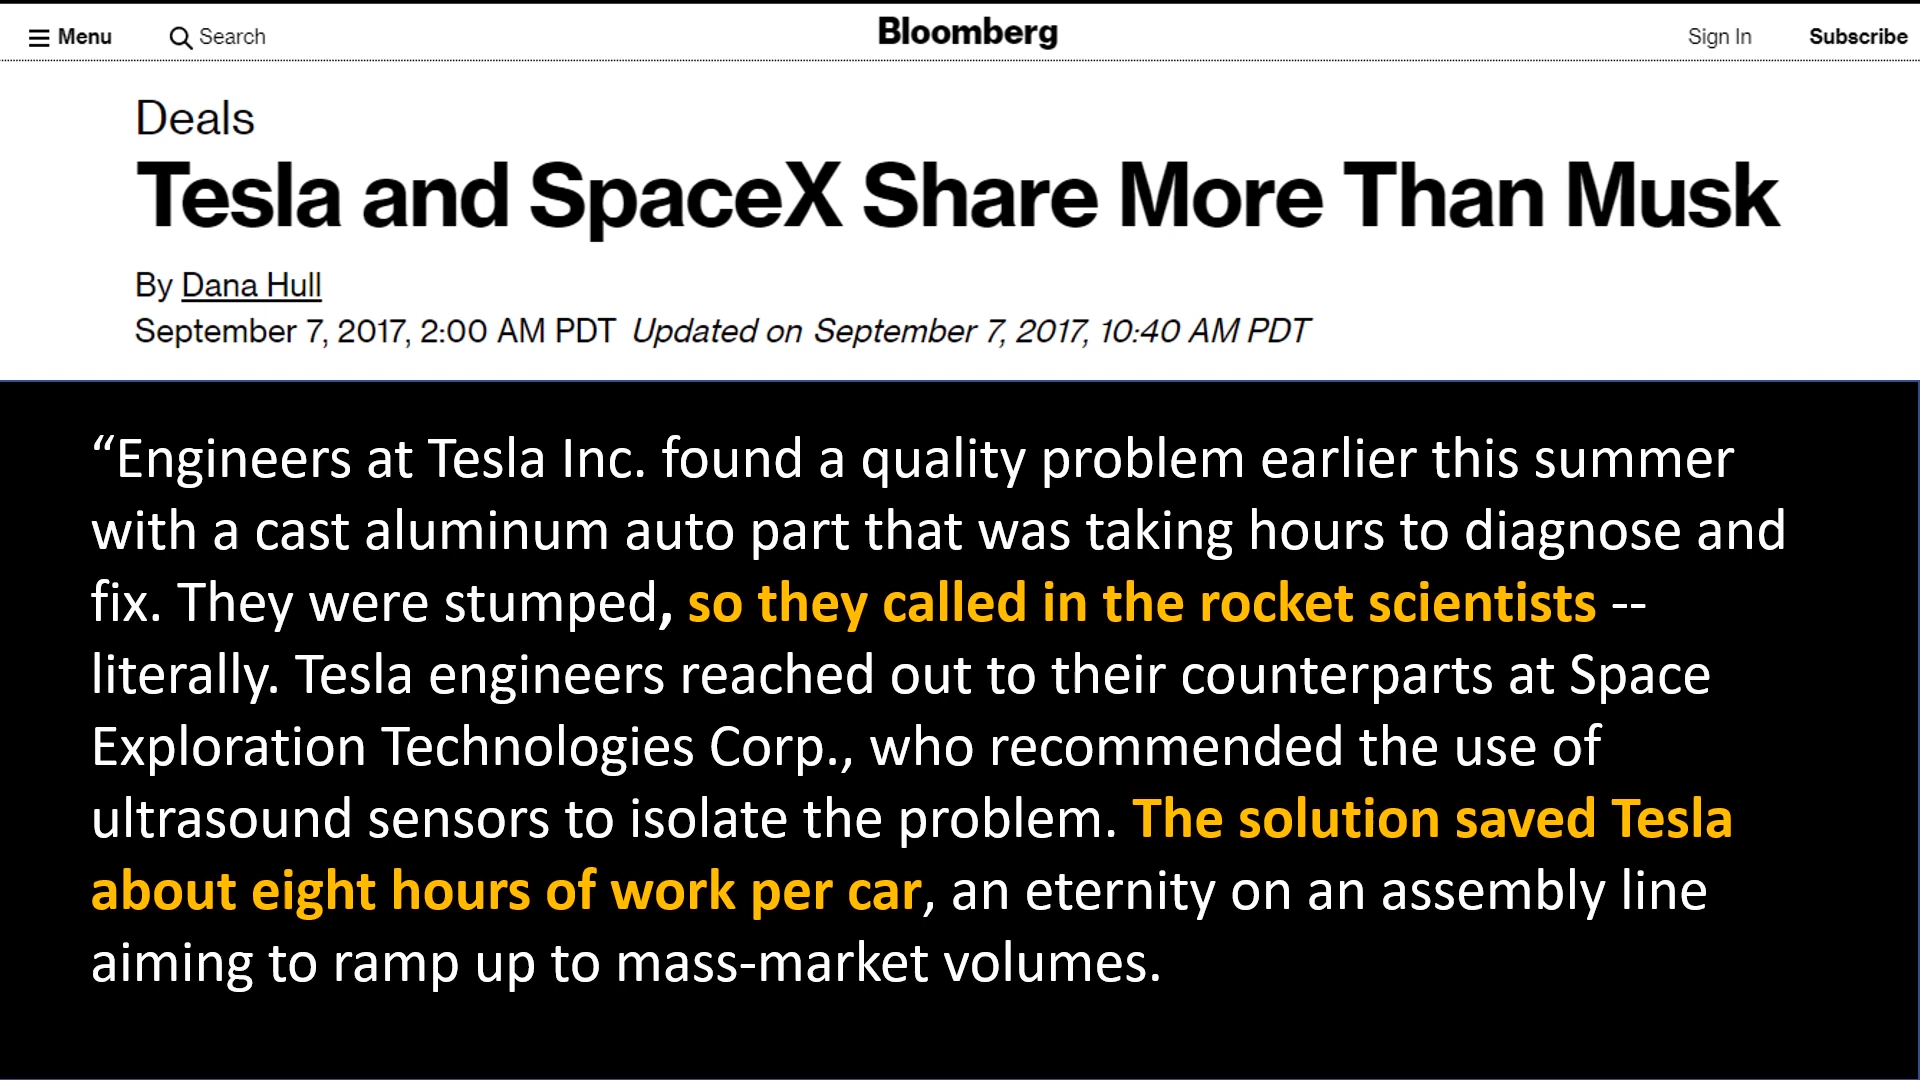 Menu Search Bloomberg Sign In Subscribe
Deals
Tesla and SpaceX Share More Than Musk
By Dana Hull
September 7, 2017, 2:00 AM PDT Updated on September 7, 2017, 10:40 AM PDT
“Engineers at Tesla Inc. found a quality problem earlier this summer
with a cast aluminum auto part that was taking hours to diagnose and
fix. They were stumped, so they called in the rocket scientists --
literally. Tesla engineers reached out to their counterparts at Space
Exploration Technologies Corp., who recommended the use of
ultrasound sensors to isolate the problem. The solution saved Tesla
about eight hours of work per car, an eternity on an assembly line
aiming to ramp up to mass-market volumes.